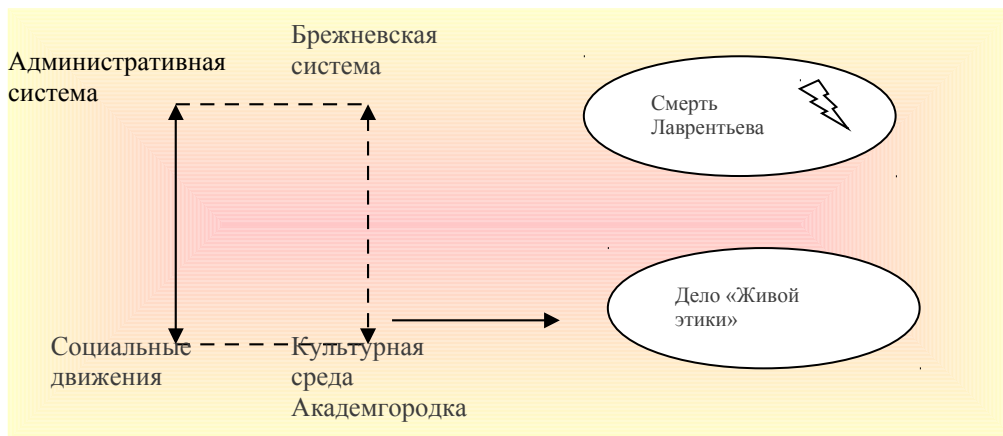 Административная
система
Брежневская
система
Смерть
Лаврентьева
Социальные
движения
Культурная
среда
Академгородка
Дело «Живой
этики»